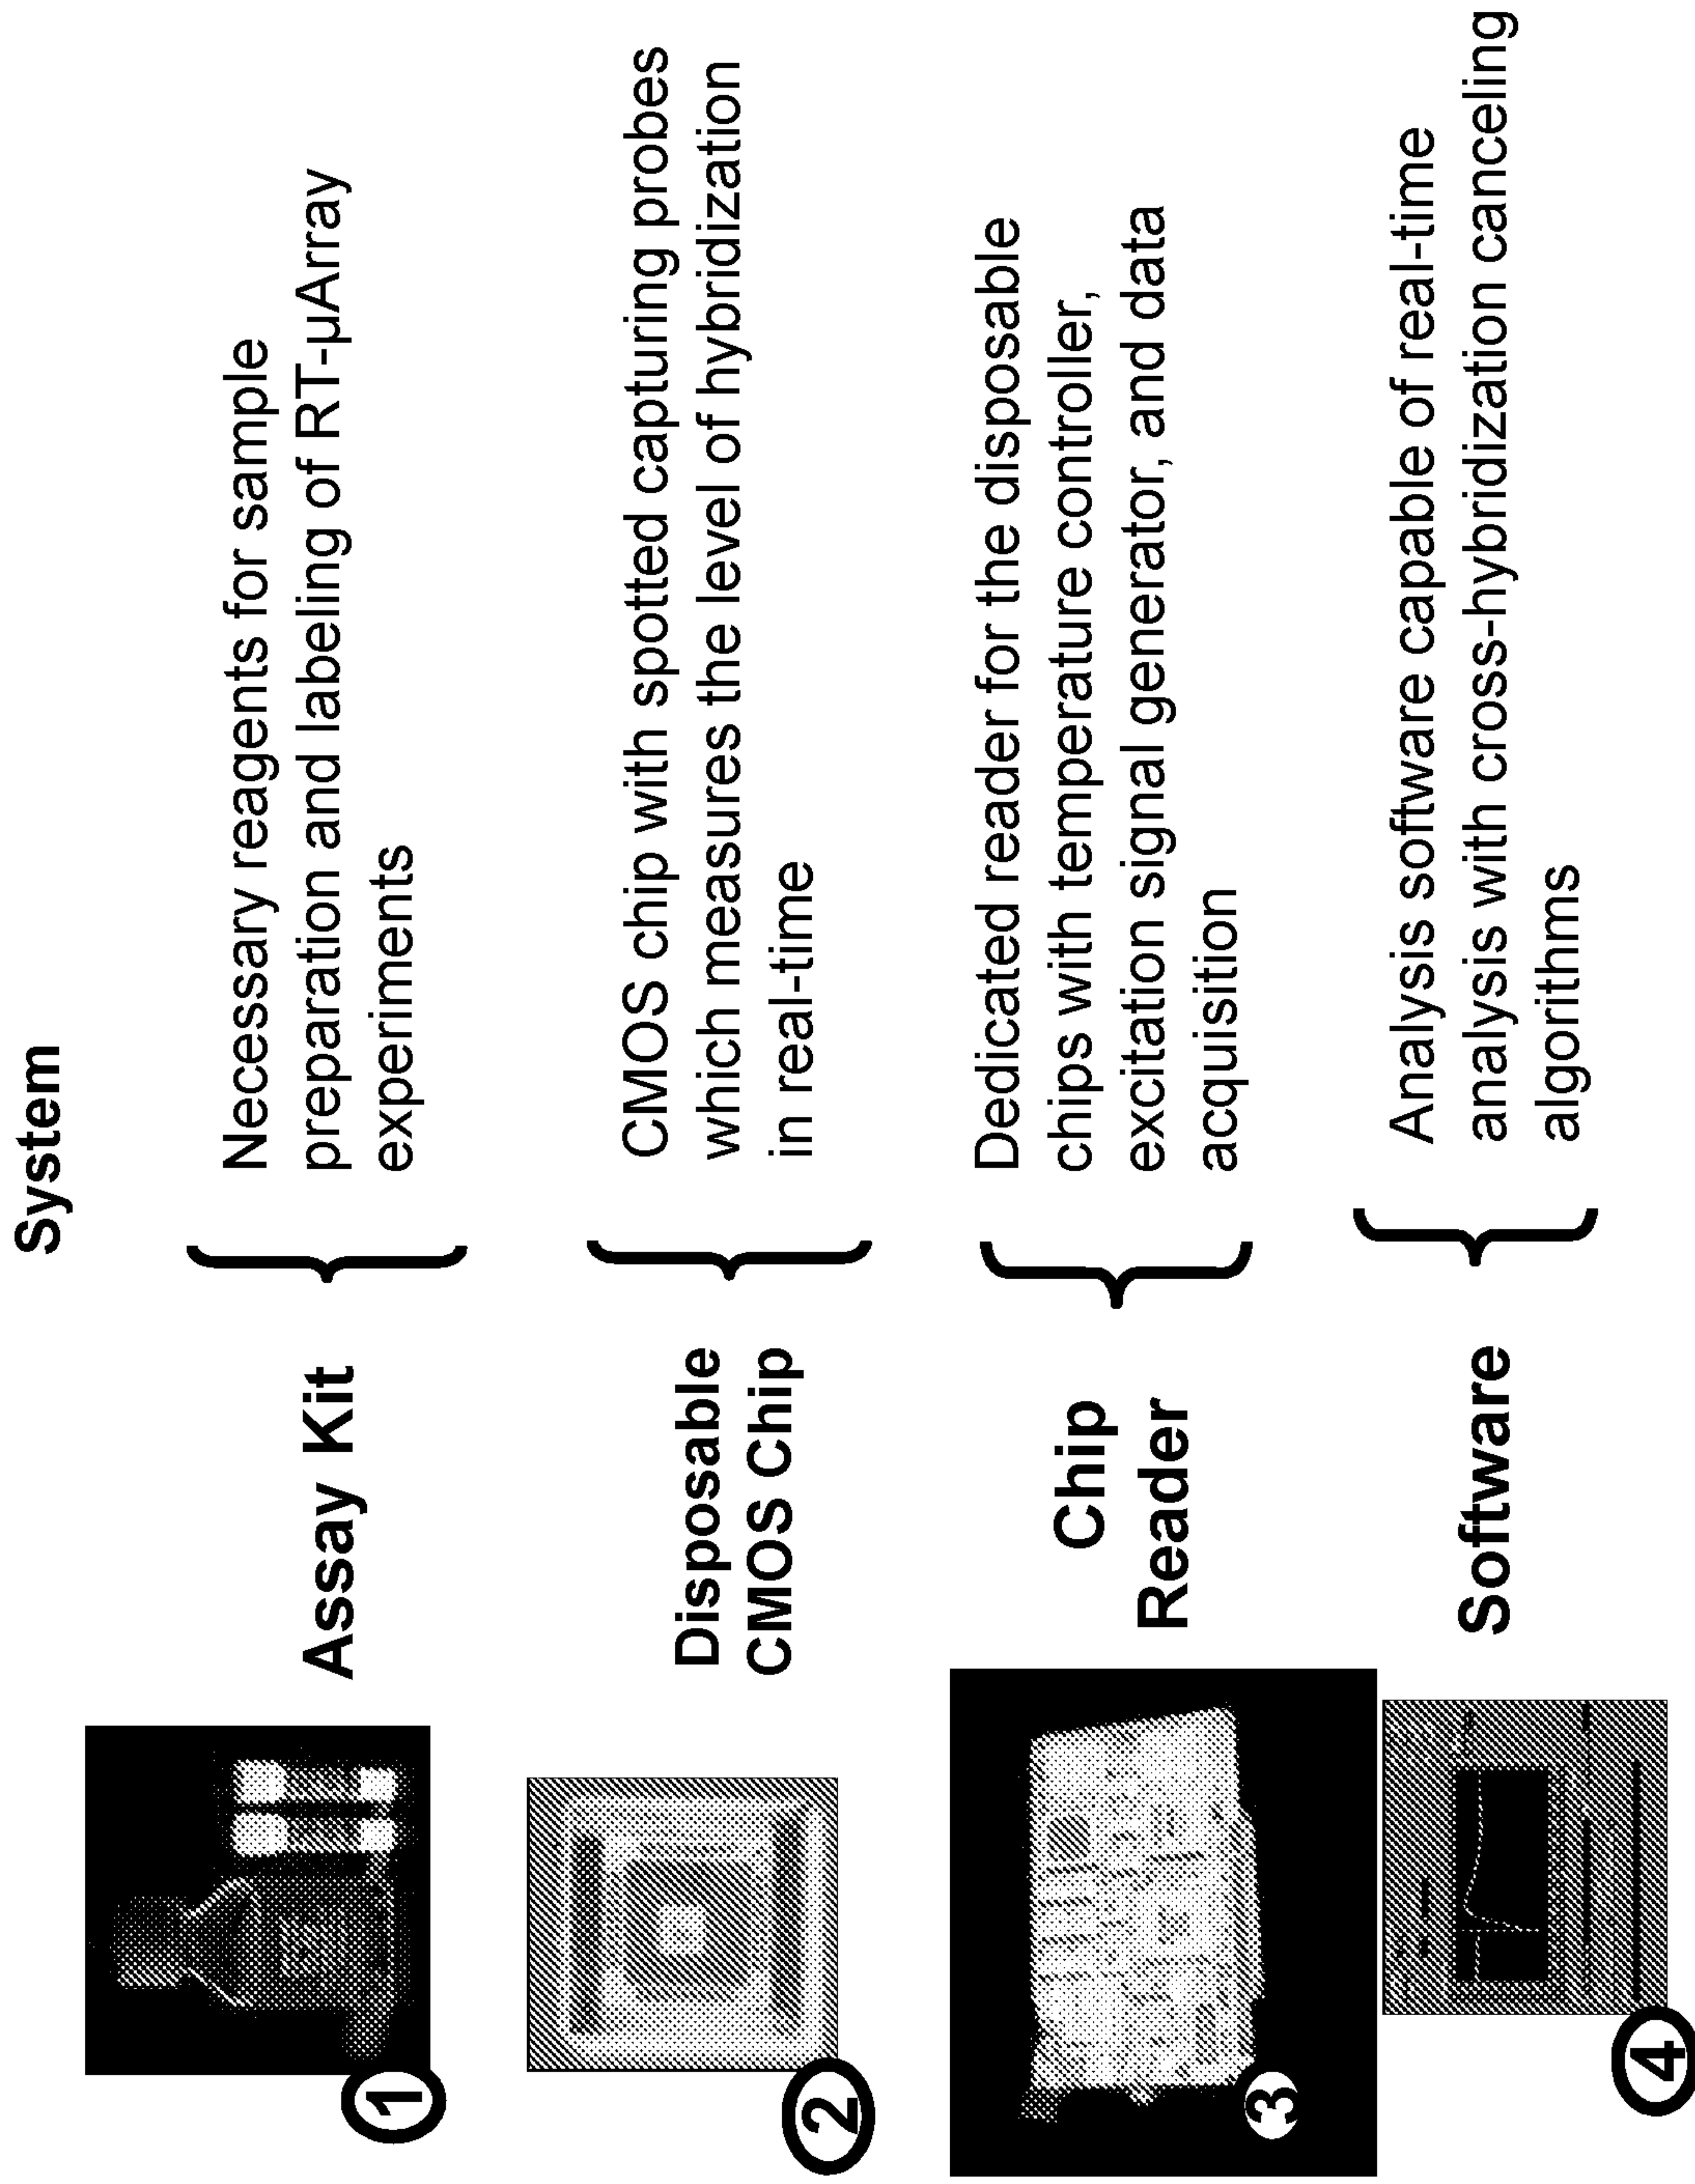 System
1
Assay Kit
Necessary reagents for sample
preparation and labeling of RT-µArray
experiments
2
Disposable
CMOS Chip
CMOS chip with spotted capturing probes
which measures the level of hybridization
in real-time
3
Chip
Reader
Dedicated reader for the disposable
chips with temperature controller,
excitation signal generator, and data
acquisition
4
Software
Analysis software capable of real-time
analysis with cross-hybridization canceling
algorithms